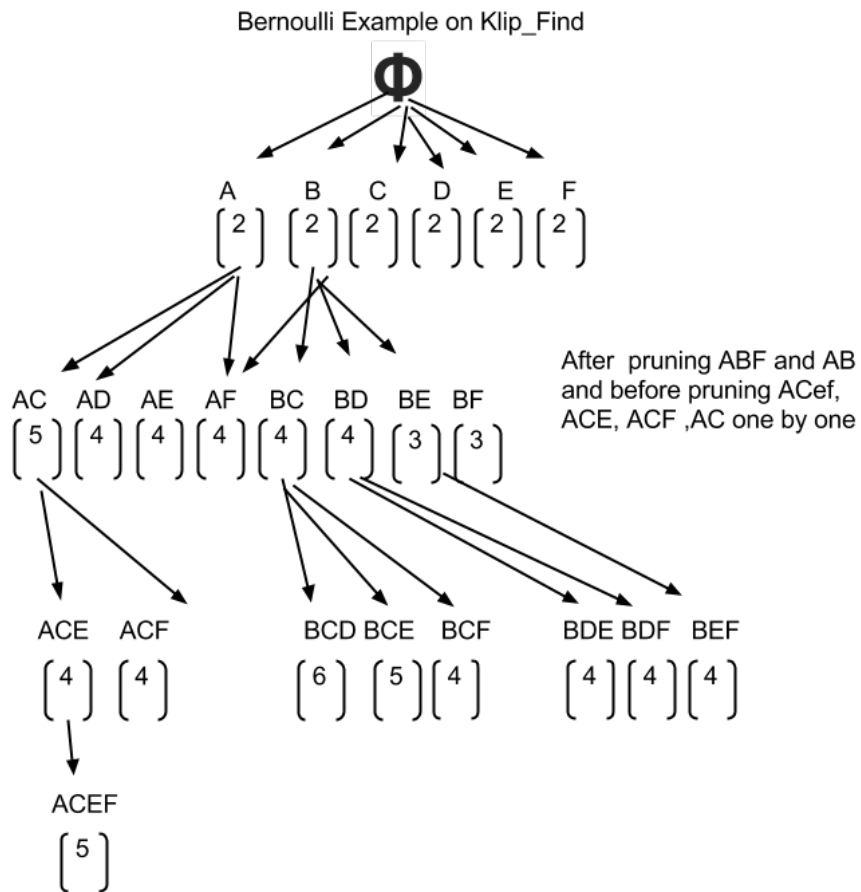 Bernoulli Example on Klip_Find
Φ
A B C D E F
2 2 2 2 2 2
After pruning ABF and AB
and before pruning ACef,
ACE, ACF ,AC one by one
AC AD AE AF BC BD BE BF
5 4 4 4 4 4 3 3
ACE ACF BCD BCE BCF BDE BDF BEF
4 4 6 5 4 4 4 4
ACEF
5